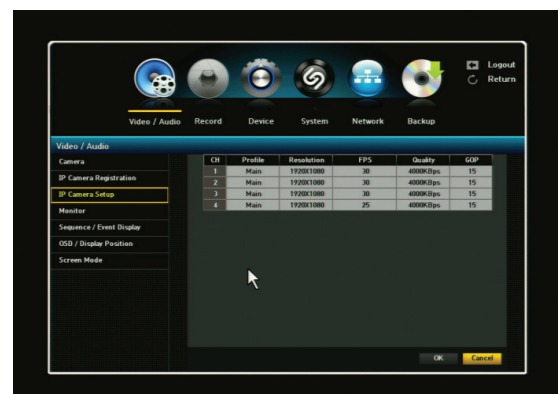 Logout
Return
Video / Audio Record Device System Network Backup
Video / Audio
Camera
IP Camera Registration
IP Camera Setup
Monitor
Sequence / Event Display
OSD / Display Position
Screen Mode
CH Profile Resolution FPS Quality GOP
1 Main 1920X1080 30 4000KBps 15
2 Main 1920X1080 30 4000KBps 15
3 Main 1920X1080 30 4000KBps 15
4 Main 1920X1080 25 4000KBps 15
OK Cancel